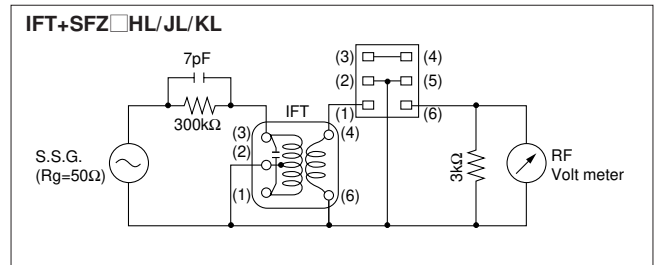 IFT+SFZ□HL/JL/KL
7pF
300kΩ
S.S.G.
(Rg=50Ω)
IFT
(3)
(2)
(1)
(4)
(6)
(3)
(4)
(2)
(5)
(1)
(6)
3kΩ
RF
Volt meter